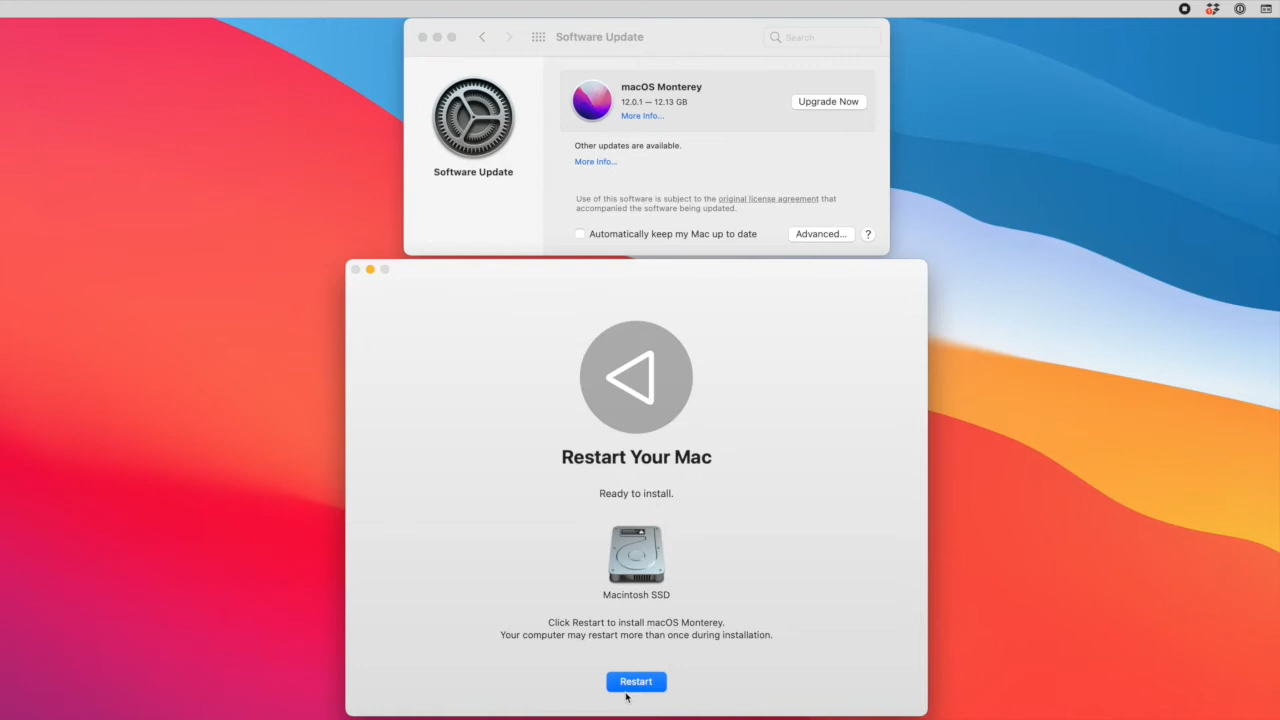 Software Update
Search
macOS Monterey
12.0.1 — 12.13 GB
More Info...
Upgrade Now
Software Update
Other updates are available.
More Info...
Use of this software is subject to the original license agreement that
accompanied the software being updated.
Automatically keep my Mac up to date
Advanced...
?
Restart Your Mac
Ready to install.
Macintosh SSD
Click Restart to install macOS Monterey.
Your computer may restart more than once during installation.
Restart